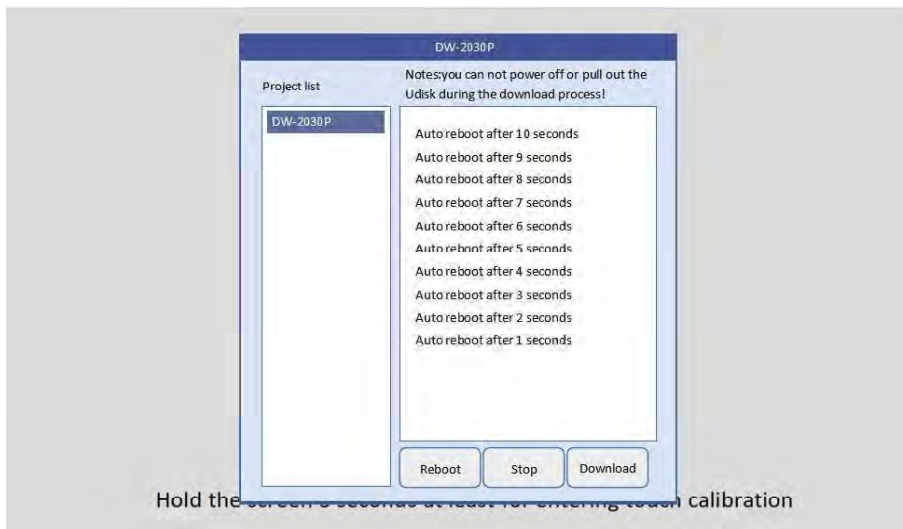 DW-2030P
Project list
Notes:you can not power off or pull out the
Udisk during the download process!
DW-2030P
Auto reboot after 10 seconds
Auto reboot after 9 seconds
Auto reboot after 8 seconds
Auto reboot after 7 seconds
Auto reboot after 6 seconds
Auto reboot after 5 seconds
Auto reboot after 4 seconds
Auto reboot after 3 seconds
Auto reboot after 2 seconds
Auto reboot after 1 seconds
Reboot Stop Download
Hold the seconds at least for entering touch calibration